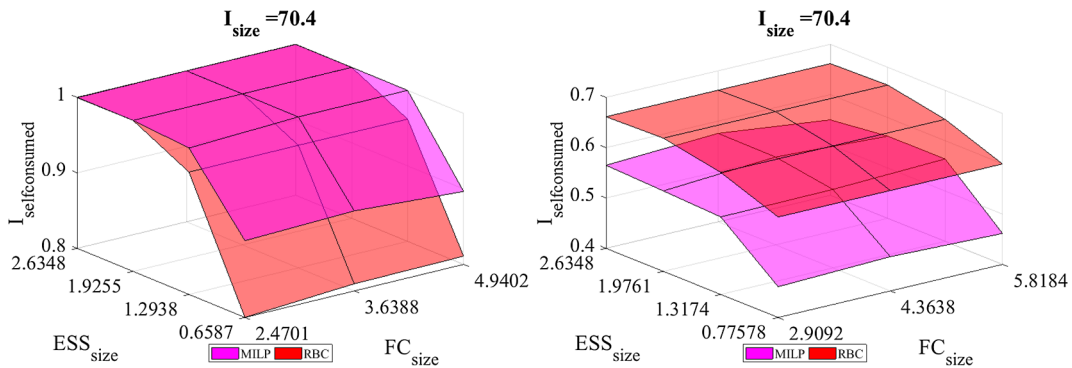 I_size =70.4
I_selfconsumed
1
0.9
0.8
2.6348
1.9255
1.2938
0.6587
2.4701
3.6388
4.9402
ESS_size
FC_size
MILP RBC
I_size =70.4
I_selfconsumed
0.7
0.6
0.5
0.4
2.6348
1.9761
1.3174
0.77578
2.9092
4.3638
5.8184
ESS_size
FC_size
MILP RBC